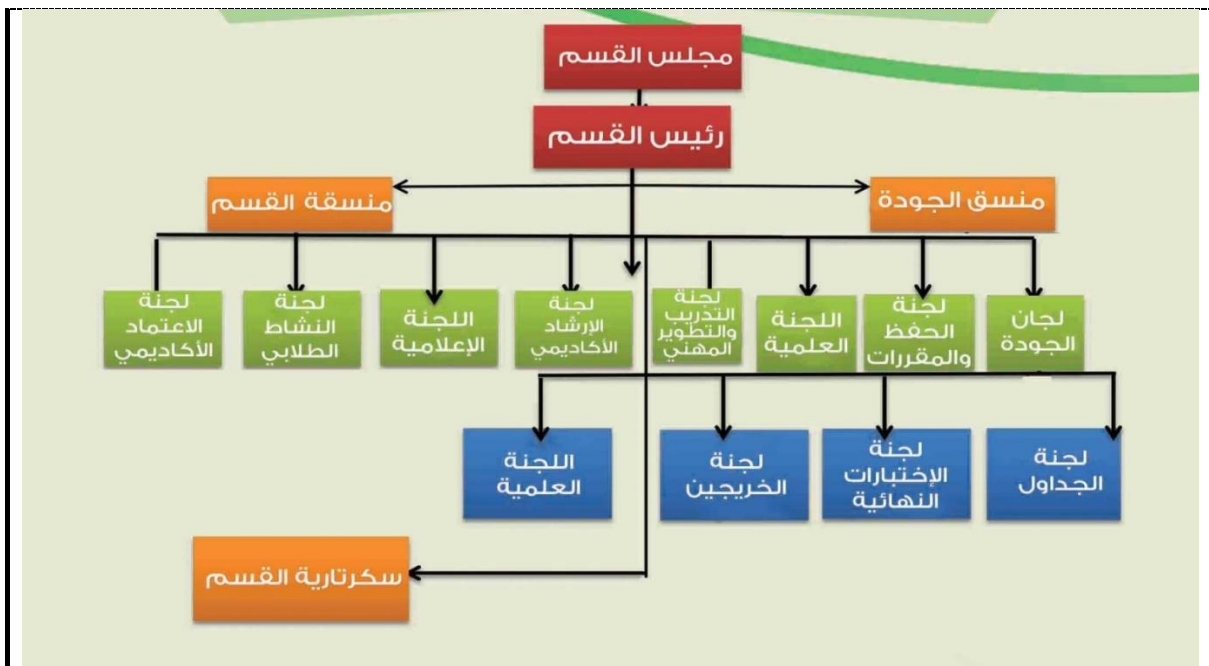 مجلس القسم
رئيس القسم
منسق الجودة
منسقة القسم
لجان
الجودة
لجنة
الحفظ
والمقررات
اللجنة
العلمية
لجنة
التدريب
والتطوير
المهني
لجنة
الإرشاد
الأكاديمي
اللجنة
الإعلامية
لجنة
النشاط
الطلابي
لجنة
الاعتماد
الأكاديمي
لجنة
الجداول
لجنة
الإختبارات
النهائية
لجنة
الخريجين
اللجنة
العلمية
سكرتارية القسم